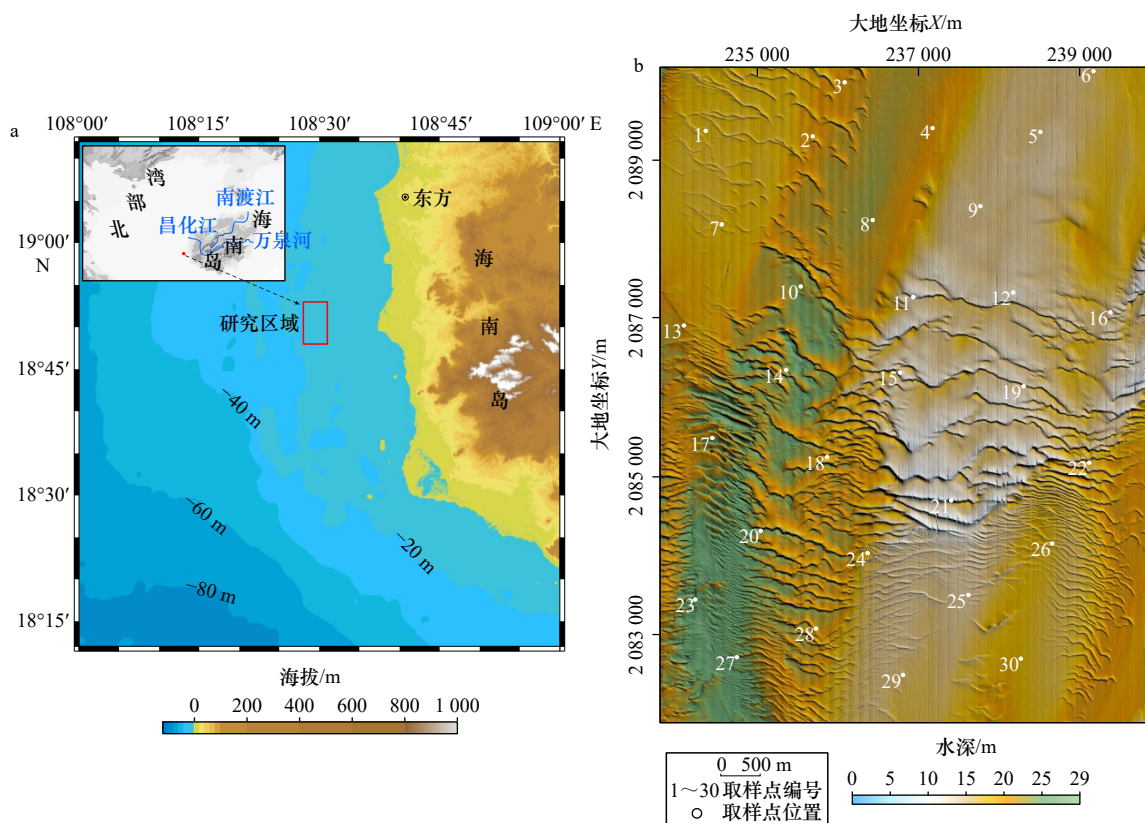 a
108°00′ 108°15′ 108°30′ 108°45′ 109°00′ E
19°00′
N
18°45′
18°30′
18°15′
湾
部
北
南渡江
昌化江
海
南
万泉河
岛
东方
研究区域
海
南
岛
−40 m
−60 m
−20 m
−80 m
海拔/m
0 200 400 600 800 1 000
b
大地坐标X/m
235 000 237 000 239 000
大地坐标Y/m
2 089 000
2 087 000
2 085 000
2 083 000
1
2
3
4
5
6
7
8
9
10
11
12
13
14
15
16
17
18
19
20
21
22
23
24
25
26
27
28
29
30
0 500 m
1～30 取样点编号
取样点位置
水深/m
0 5 10 15 20 25 29